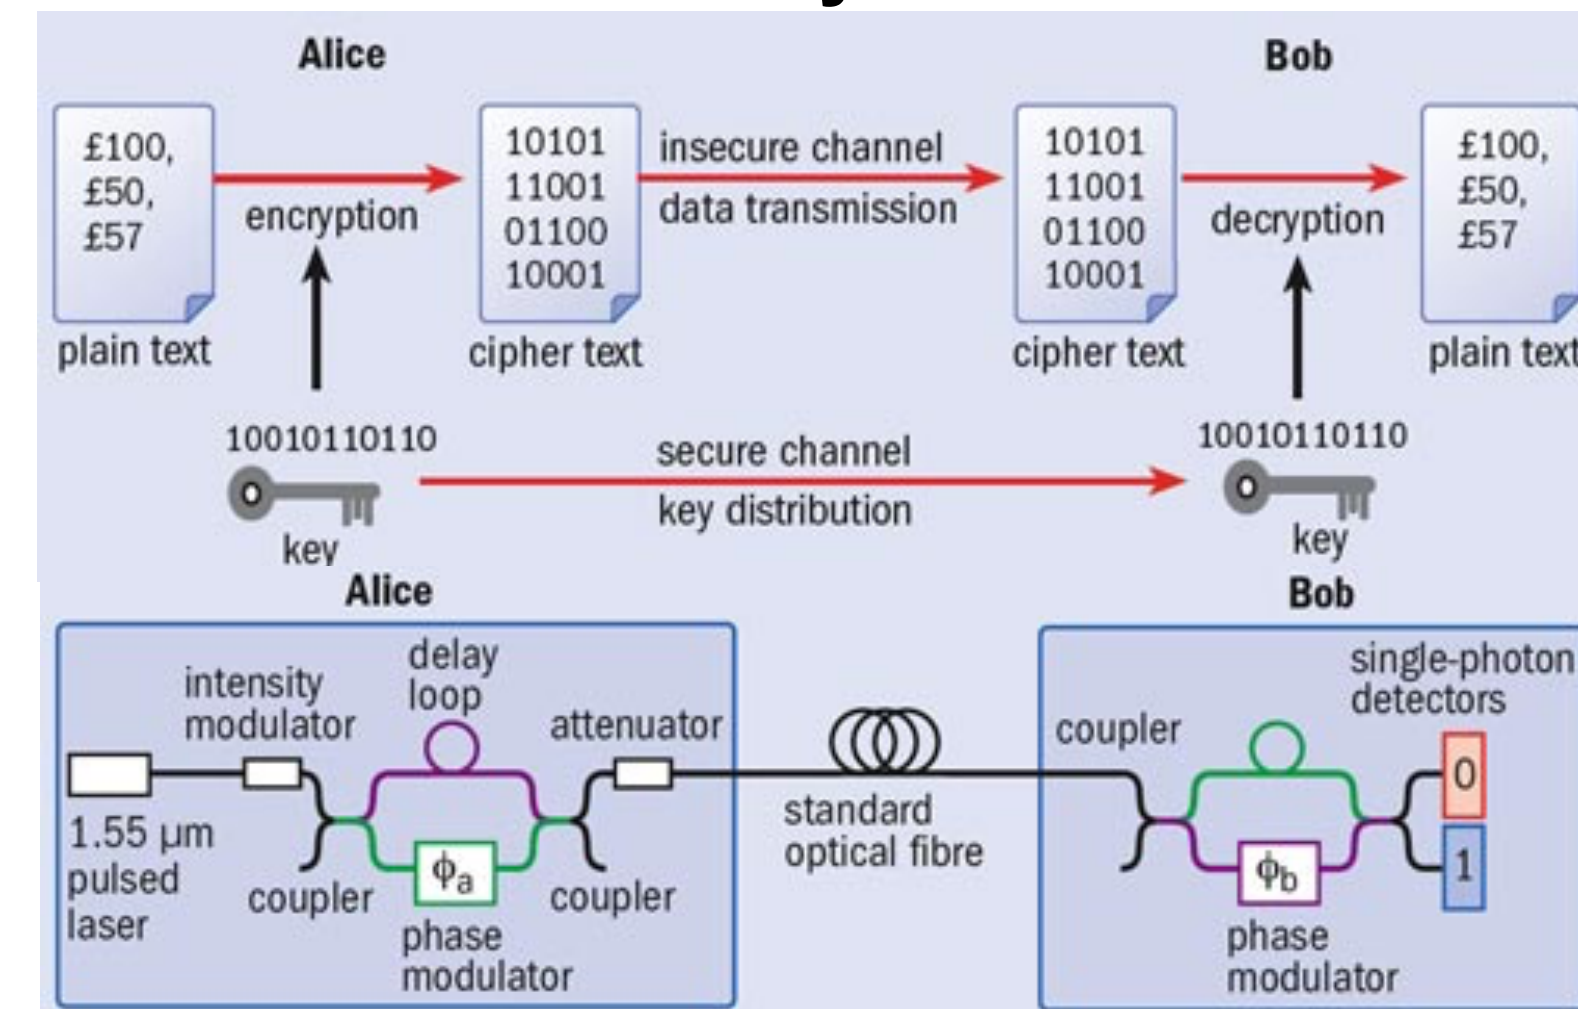 Alice
Bob
£100,
£50,
£57
plain text
encryption
10101
11001
01100
10001
cipher text
insecure channel
data transmission
10101
11001
01100
10001
cipher text
decryption
£100,
£50,
£57
plain text
10010110110
key
secure channel
key distribution
10010110110
key
Alice
Bob
1.55 µm
pulsed
laser
intensity
modulator
coupler
delay
loop
ϕa
phase
modulator
attenuator
coupler
standard
optical fibre
coupler
ϕb
phase
modulator
single-photon
detectors
0
1